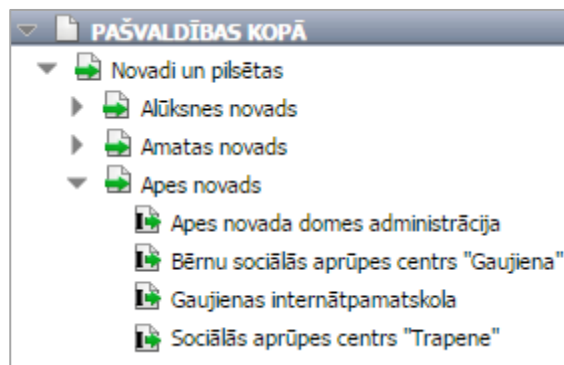 PAŠVALDĪBAS KOPĀ
Novadi un pilsētas
Alūksnes novads
Amatas novads
Apes novads
Apes novada domes administrācija
Bērnu sociālās aprūpes centrs "Gaujiena"
Gaujienas internātpamatskola
Sociālās aprūpes centrs "Trapene"